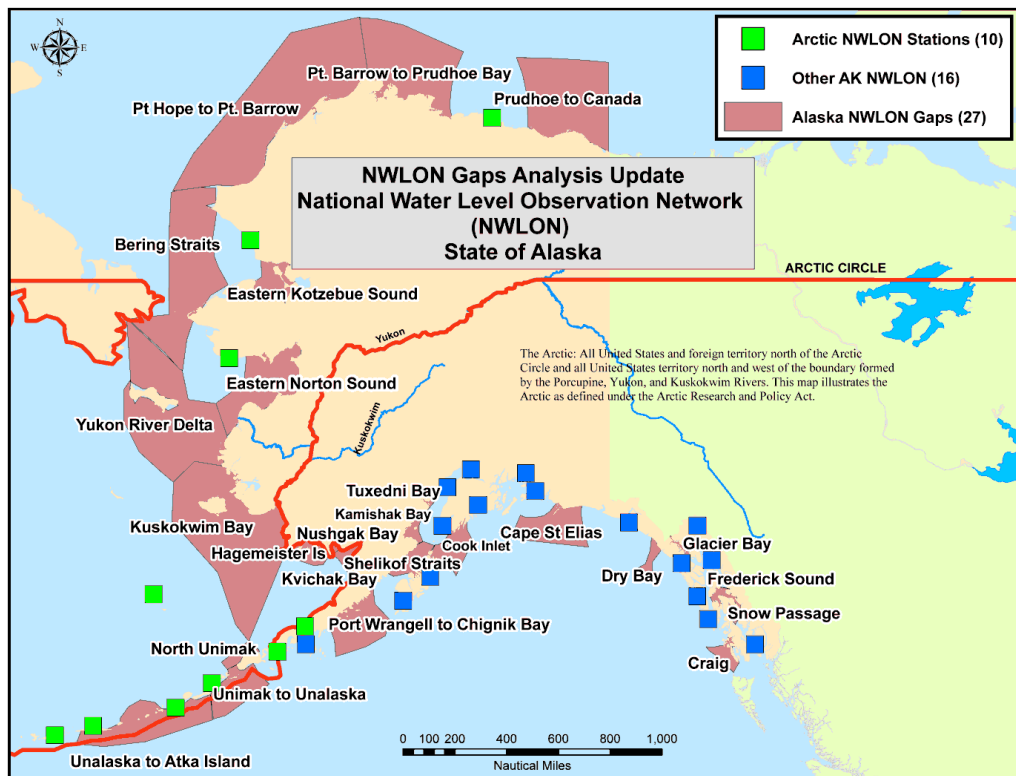 N
W E
S
Arctic NWLON Stations (10)
Other AK NWLON (16)
Alaska NWLON Gaps (27)
Pt. Barrow to Prudhoe Bay
Prudhoe to Canada
Pt Hope to Pt. Barrow
NWLON Gaps Analysis Update
National Water Level Observation Network
(NWLON)
State of Alaska
Bering Straits
ARCTIC CIRCLE
Eastern Kotzebue Sound
Yukon
The Arctic: All United States and foreign territory north of the Arctic
Circle and all United States territory north and west of the boundary formed
by the Porcupine, Yukon, and Kuskokwim Rivers. This map illustrates the
Arctic as defined under the Arctic Research and Policy Act.
Eastern Norton Sound
Yukon River Delta
Kuskokwim
Tuxedni Bay
Kamishak Bay
Kuskokwim Bay
Nushgak Bay
Cape St Elias
Cook Inlet
Glacier Bay
Hagemeister Is
Shelikof Straits
Kvichak Bay
Dry Bay
Frederick Sound
Snow Passage
Port Wrangell to Chignik Bay
North Unimak
Craig
Unimak to Unalaska
Unalaska to Atka Island
0 100 200 400 600 800 1,000
Nautical Miles